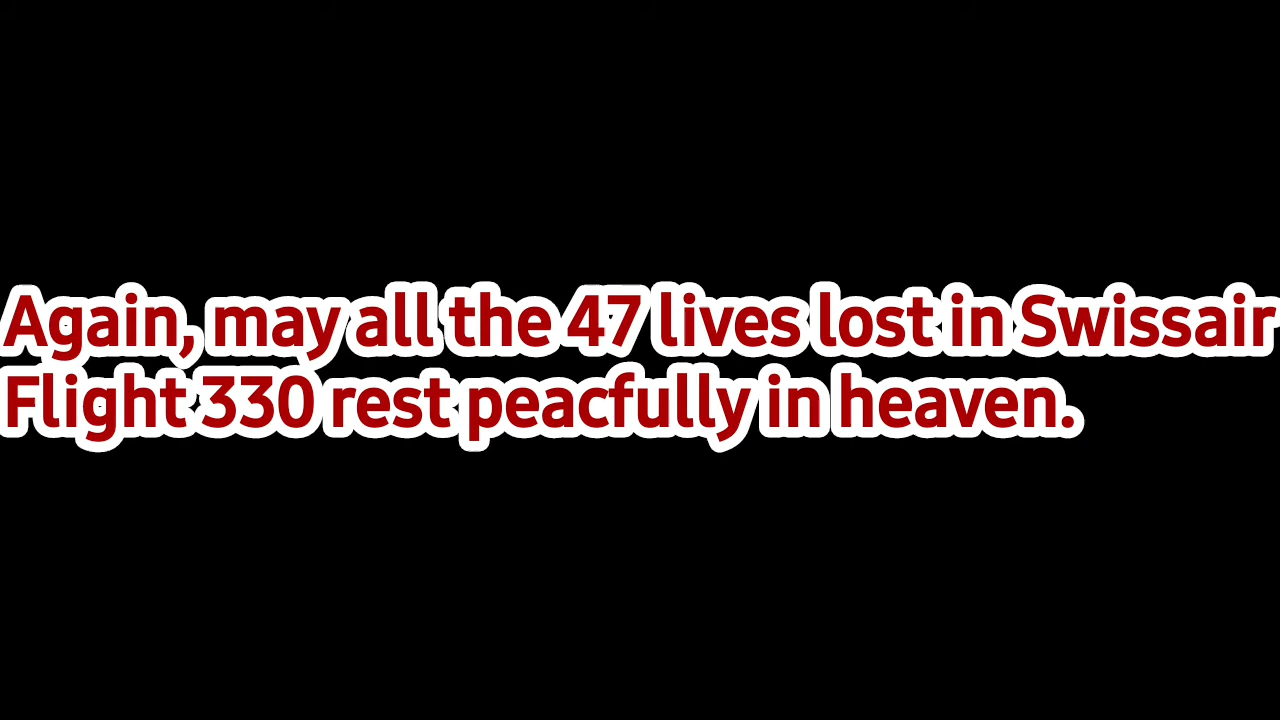 Again, may all the 47 lives lost in Swissair
Flight 330 rest peacfully in heaven.